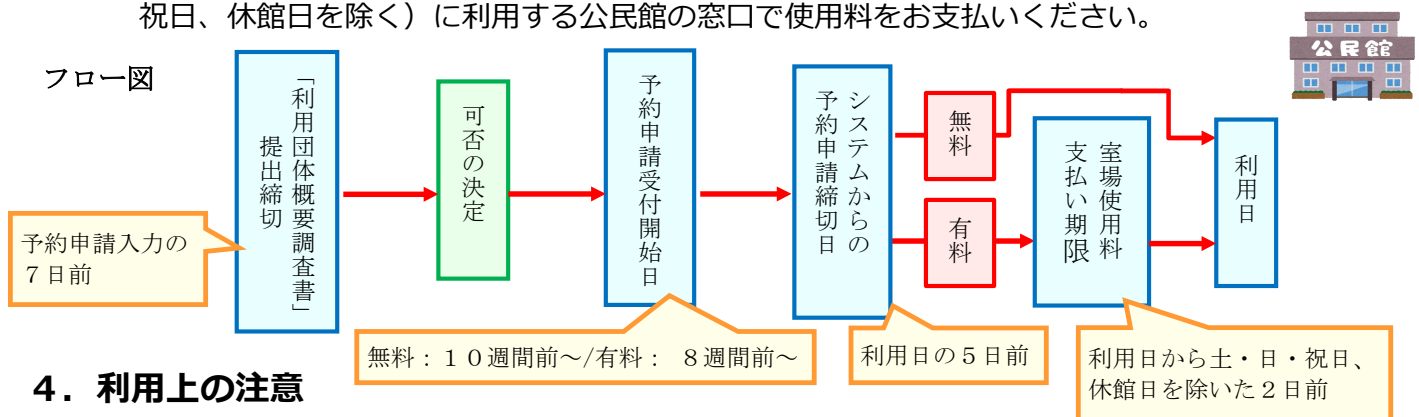 祝日、休館日を除く）に利用する公民館の窓口で使用料をお支払いください。
公民館
フロー図
「利用団体概要調査書」
提出締切
可否の決定
予約申請受付開始日
システムからの
予約申請締切日
無料
有料
室場使用料
支払い期限
利用日
予約申請入力の
７日前
無料：１０週間前～/有料：　８週間前～
利用日の５日前
利用日から土・日・祝日、
休館日を除いた２日前
４．利用上の注意